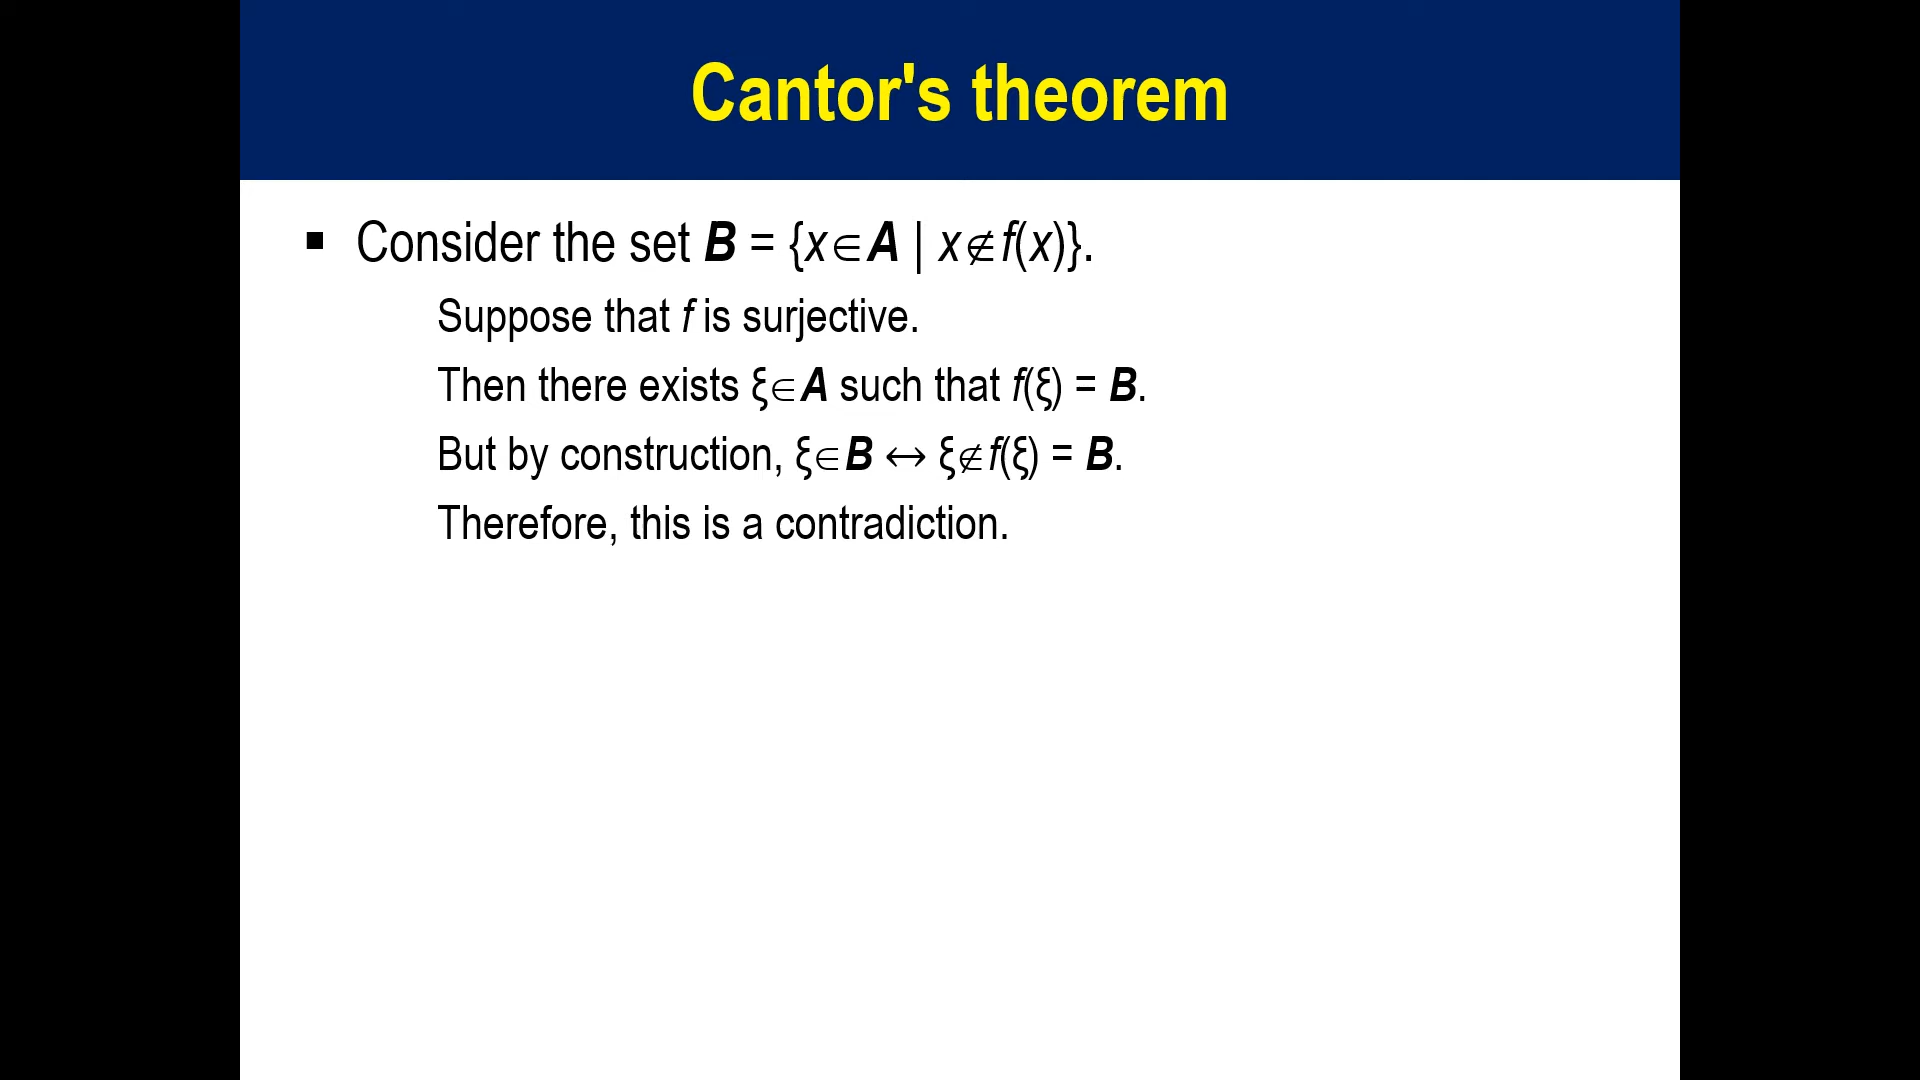 Cantor's theorem
▪ Consider the set B = {x∈A | x∉f(x)}.
Suppose that f is surjective.
Then there exists ξ∈A such that f(ξ) = B.
But by construction, ξ∈B ↔ ξ∉f(ξ) = B.
Therefore, this is a contradiction.